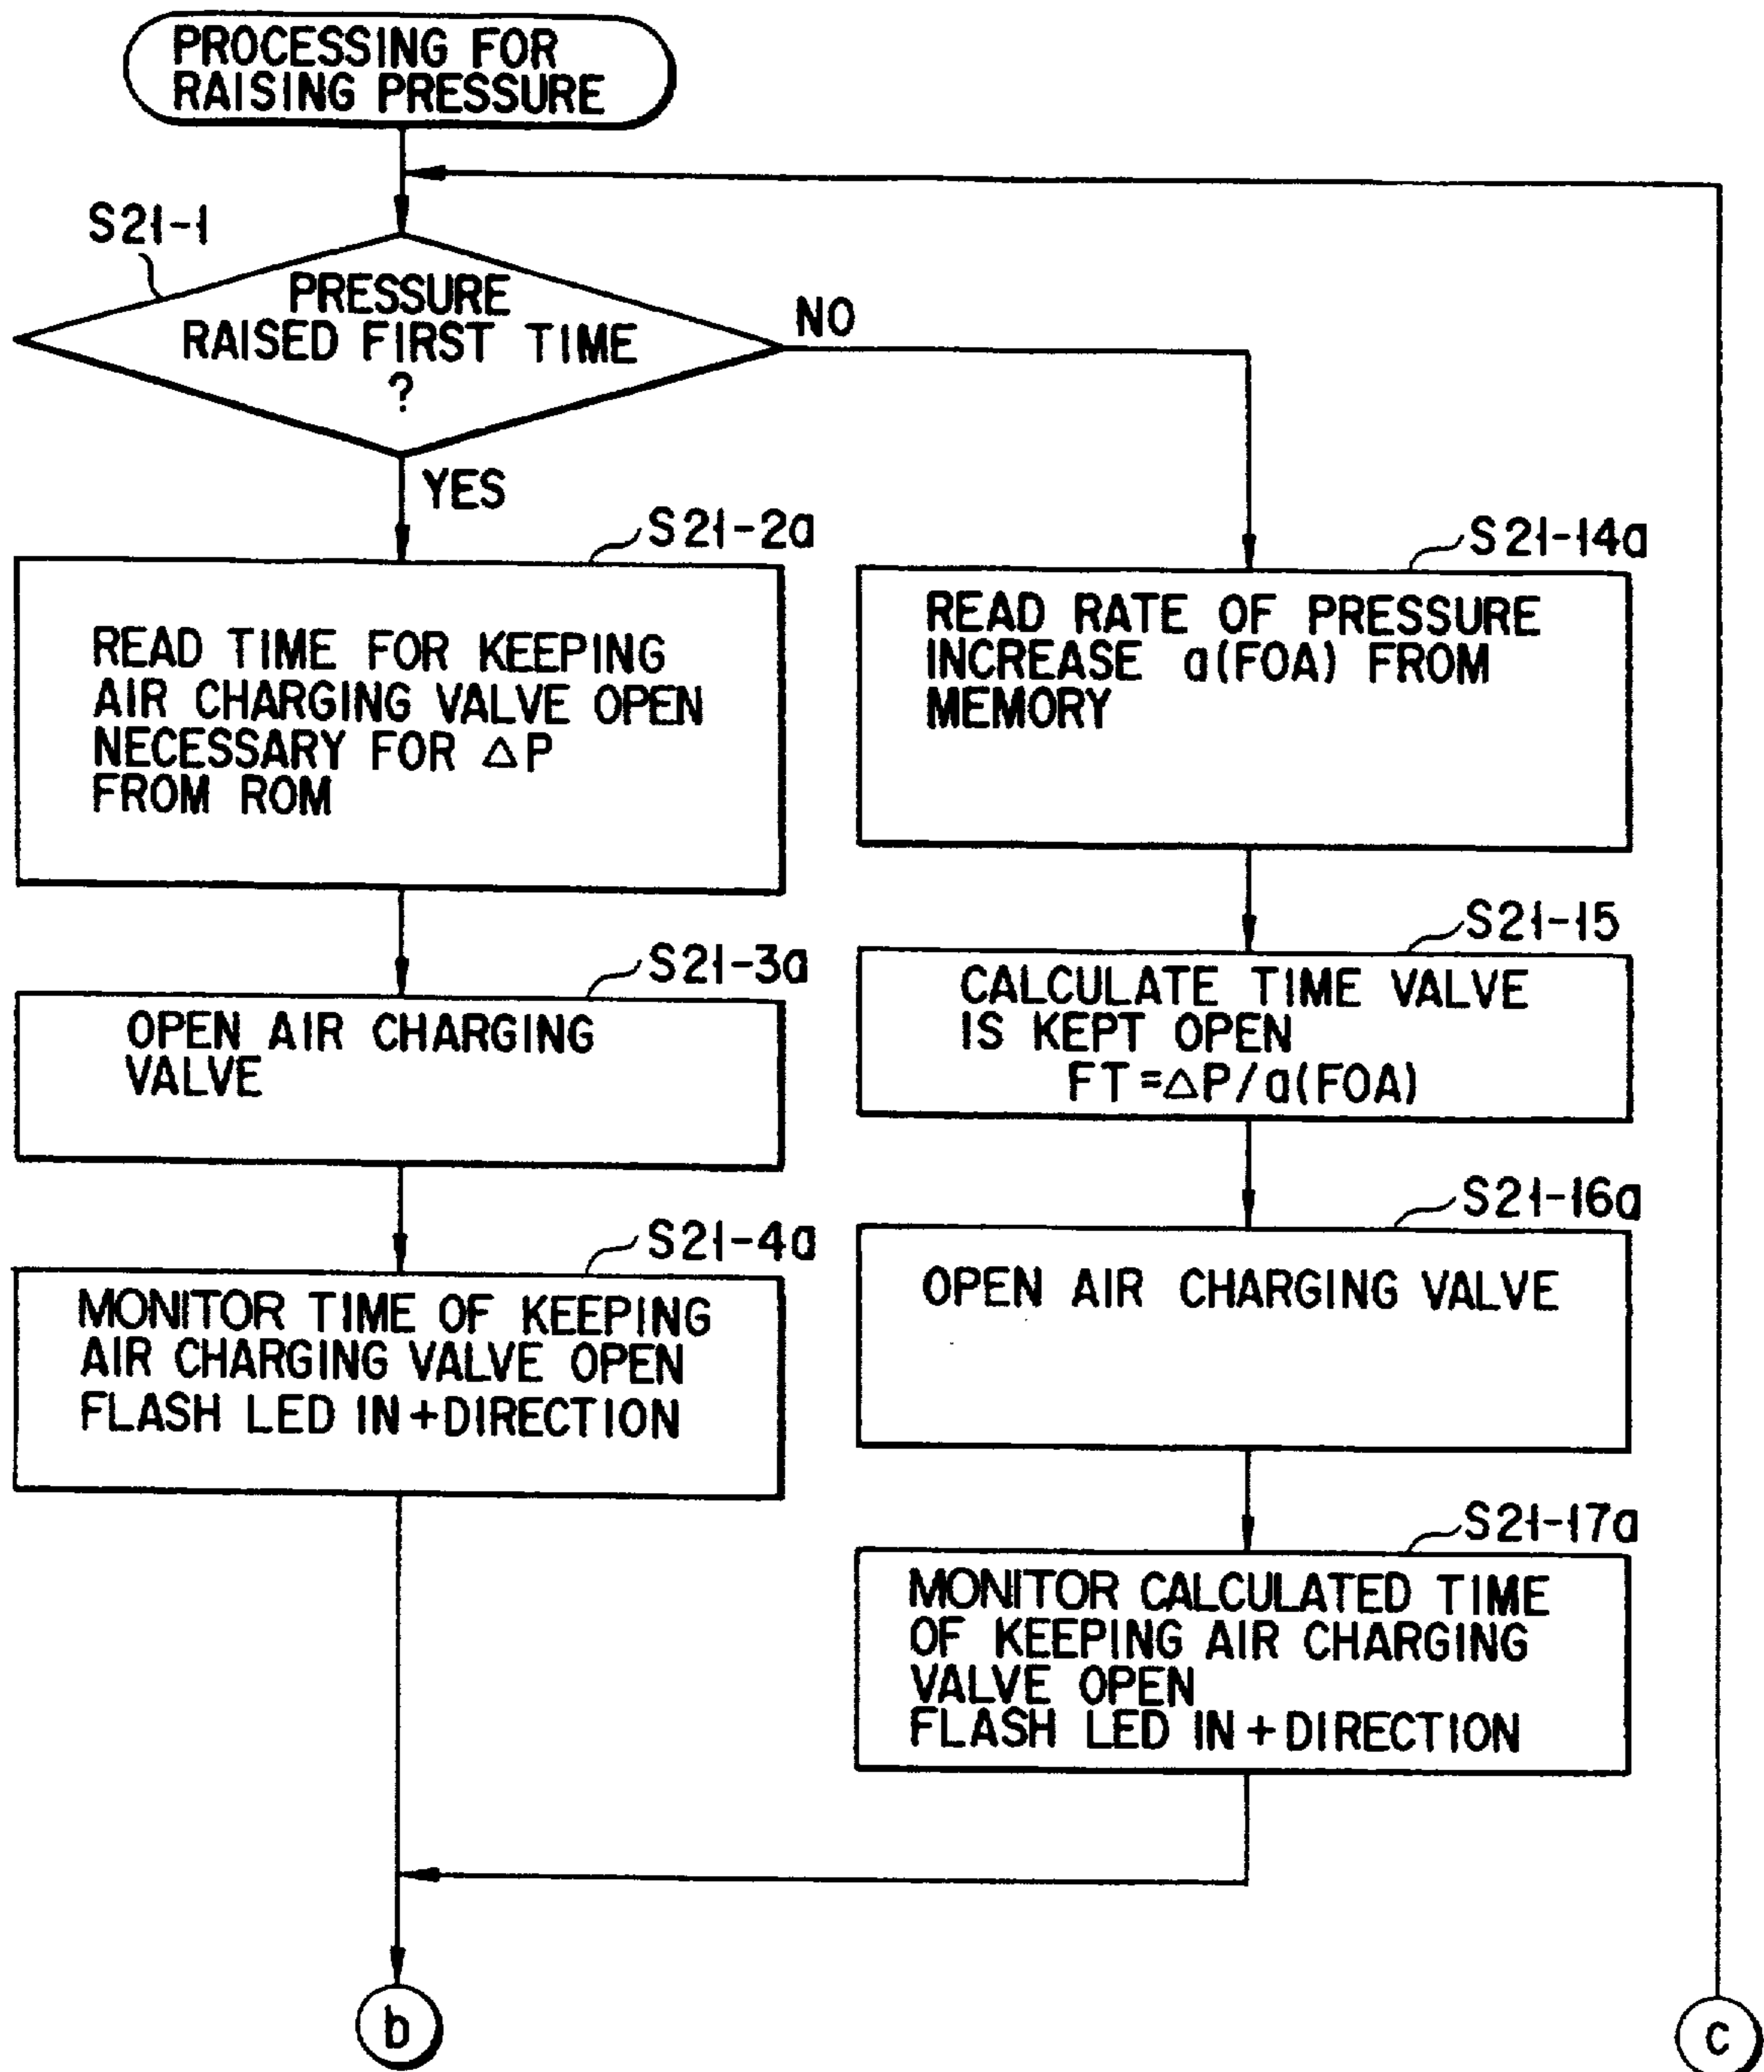 PROCESSING FOR
RAISING PRESSURE
S21-1
PRESSURE
RAISED FIRST TIME
?
NO
YES
S21-2a
READ TIME FOR KEEPING
AIR CHARGING VALVE OPEN
NECESSARY FOR △P
FROM ROM
S21-3a
OPEN AIR CHARGING
VALVE
S21-4a
MONITOR TIME OF KEEPING
AIR CHARGING VALVE OPEN
FLASH LED IN +DIRECTION
S21-14a
READ RATE OF PRESSURE
INCREASE a(FOA) FROM
MEMORY
S21-15
CALCULATE TIME VALVE
IS KEPT OPEN
FT=△P/a(FOA)
S21-16a
OPEN AIR CHARGING VALVE
S21-17a
MONITOR CALCULATED TIME
OF KEEPING AIR CHARGING
VALVE OPEN
FLASH LED IN + DIRECTION
b
c